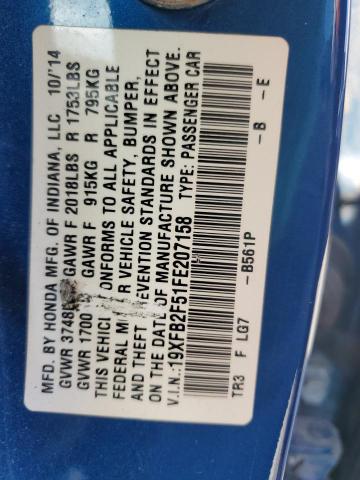 MFD. BY HONDA MFG. OF INDIANA, LLC 10/'14
GVWR 3748 GAWR F 2018LBS R 1753LBS
GVWR 1700 GAWR F 915KG R 795KG
THIS VEHICLE CONFORMS TO ALL APPLICABLE
FEDERAL VEHICLE SAFETY, BUMPER,
AND THEFT PREVENTION STANDARDS IN EFFECT
ON THE DATE OF MANUFACTURE SHOWN ABOVE.
V.I.N.: 19XFB2F51FE207158 TYPE: PASSENGER CAR
TR3 F LG7 -B561P -B -E